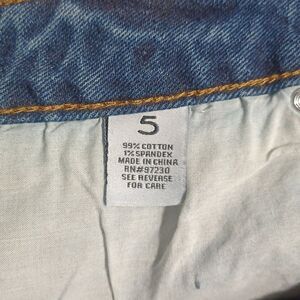 5
99% COTTON
1% SPANDEX
MADE IN CHINA
RN#97230
SEE REVERSE
FOR CARE